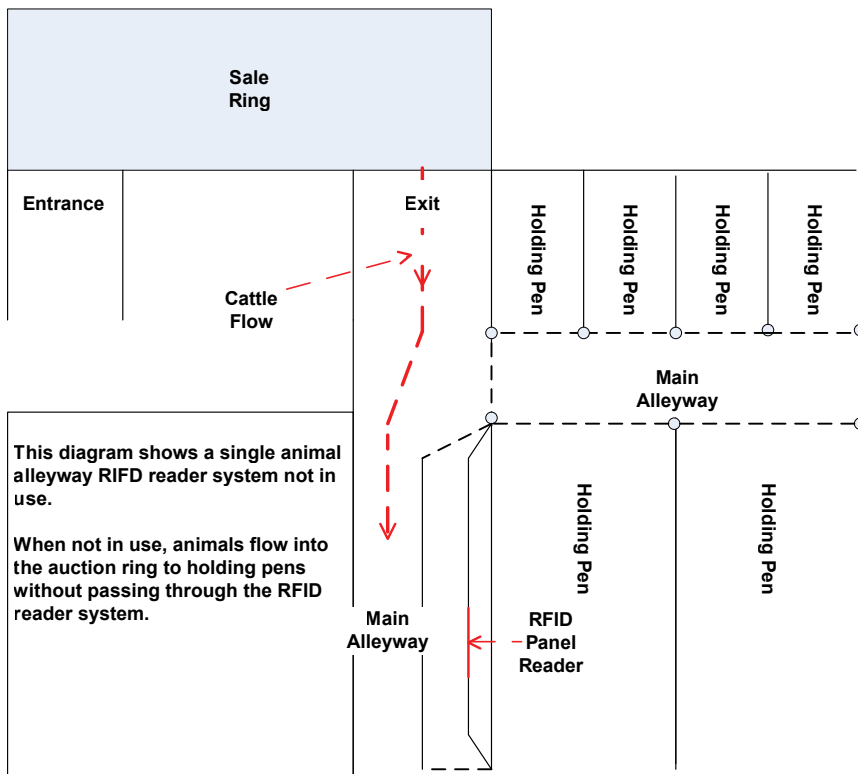 Sale
Ring
Entrance
Exit
Holding Pen
Holding Pen
Holding Pen
Holding Pen
Cattle
Flow
Main
Alleyway
This diagram shows a single animal
alleyway RIFD reader system not in
use.
When not in use, animals flow into
the auction ring to holding pens
without passing through the RFID
reader system.
Holding Pen
Holding Pen
Main
Alleyway
RFID
Panel
Reader